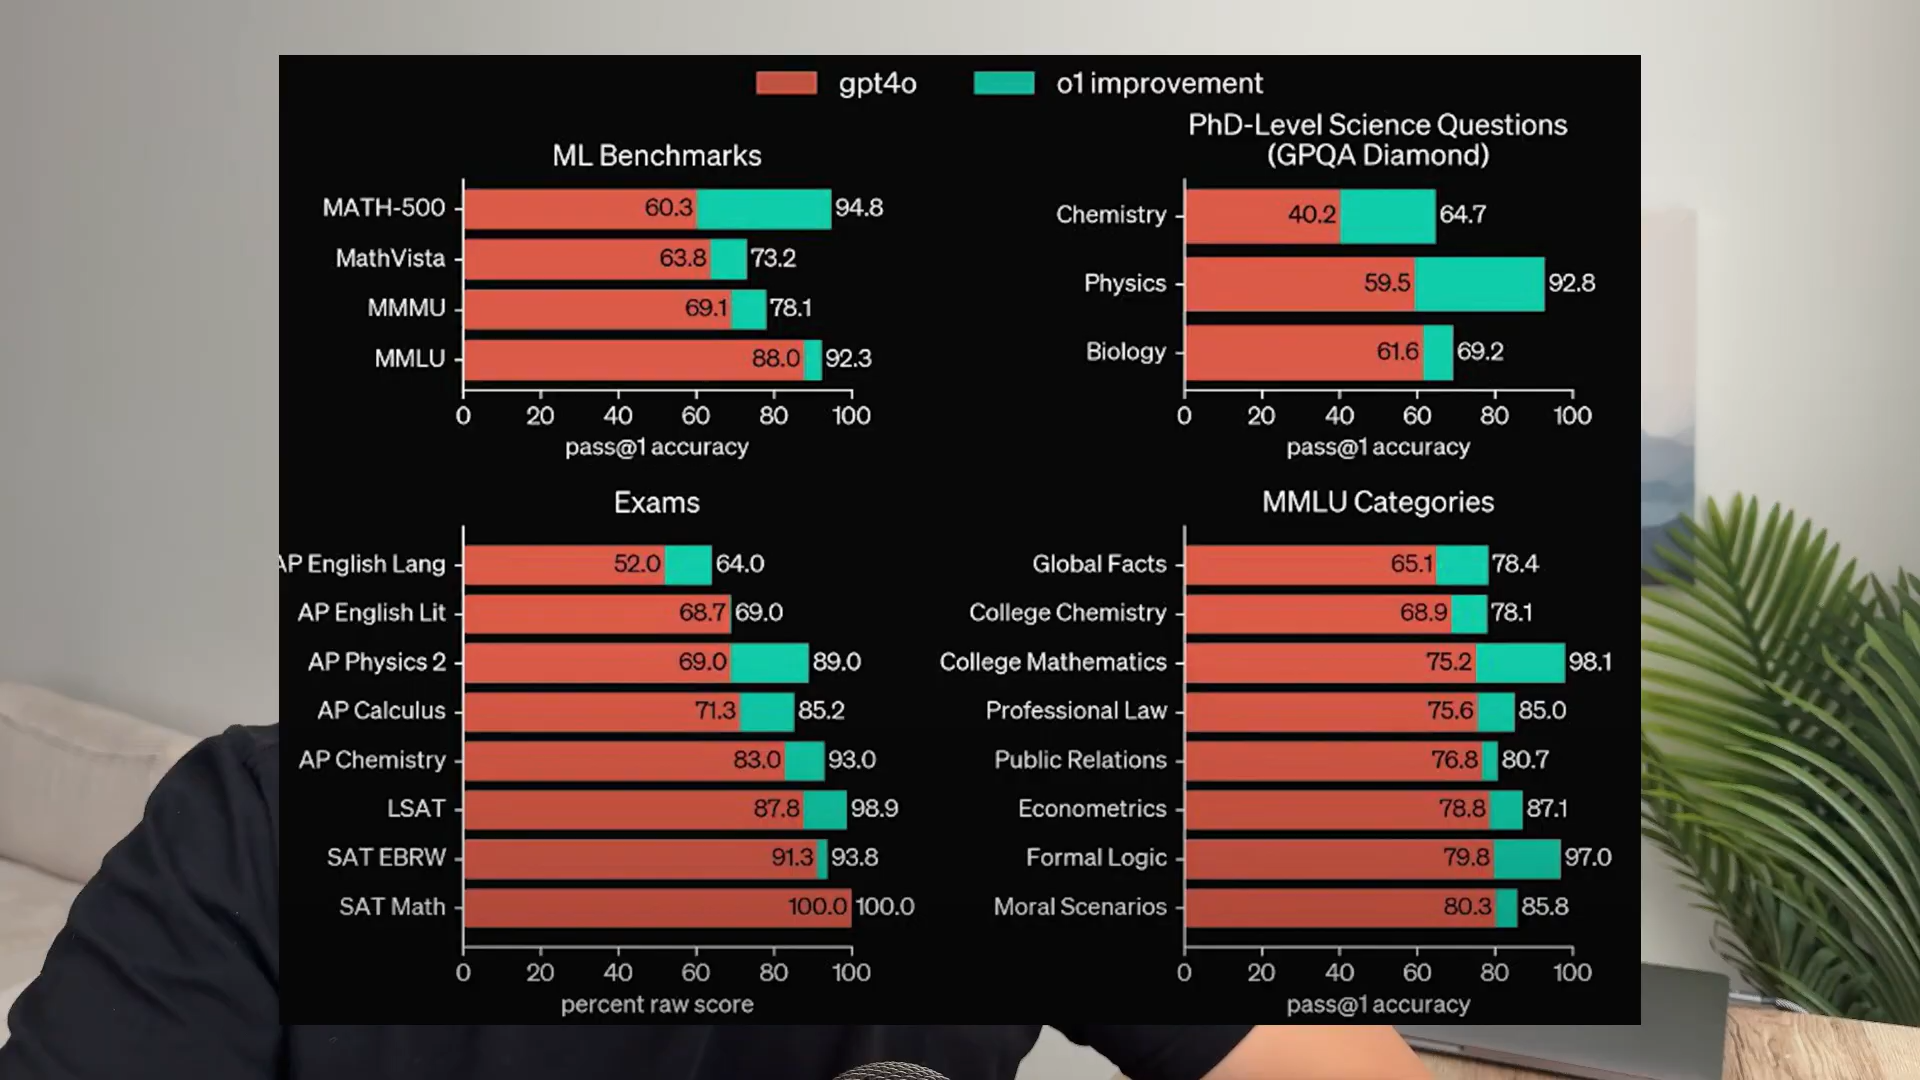 gpt4o
o1 improvement
ML Benchmarks
MATH-500
60.3
94.8
MathVista
63.8
73.2
MMMU
69.1
78.1
MMLU
88.0
92.3
0 20 40 60 80 100
pass@1 accuracy
PhD-Level Science Questions
(GPQA Diamond)
Chemistry
40.2
64.7
Physics
59.5
92.8
Biology
61.6
69.2
0 20 40 60 80 100
pass@1 accuracy
Exams
AP English Lang
52.0
64.0
AP English Lit
68.7
69.0
AP Physics 2
69.0
89.0
AP Calculus
71.3
85.2
AP Chemistry
83.0
93.0
LSAT
87.8
98.9
SAT EBRW
91.3
93.8
SAT Math
100.0
100.0
0 20 40 60 80 100
percent raw score
MMLU Categories
Global Facts
65.1
78.4
College Chemistry
68.9
78.1
College Mathematics
75.2
98.1
Professional Law
75.6
85.0
Public Relations
76.8
80.7
Econometrics
78.8
87.1
Formal Logic
79.8
97.0
Moral Scenarios
80.3
85.8
0 20 40 60 80 100
pass@1 accuracy